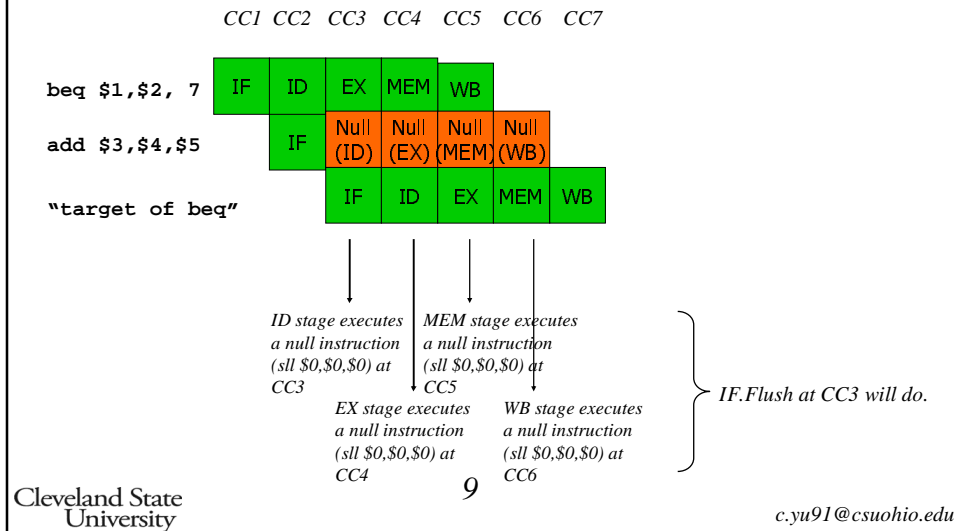 CC1 CC2 CC3 CC4 CC5 CC6 CC7
beq $1,$2, 7 IF ID EX MEM WB
add $3,$4,$5 IF Null (ID) Null (EX) Null (MEM) Null (WB)
"target of beq" IF ID EX MEM WB
ID stage executes
a null instruction
(sll $0,$0,$0) at
CC3
MEM stage executes
a null instruction
(sll $0,$0,$0) at
CC5
EX stage executes
a null instruction
(sll $0,$0,$0) at
CC4
WB stage executes
a null instruction
(sll $0,$0,$0) at
CC6
IF.Flush at CC3 will do.
Cleveland State
University
9
c.yu91@csuohio.edu